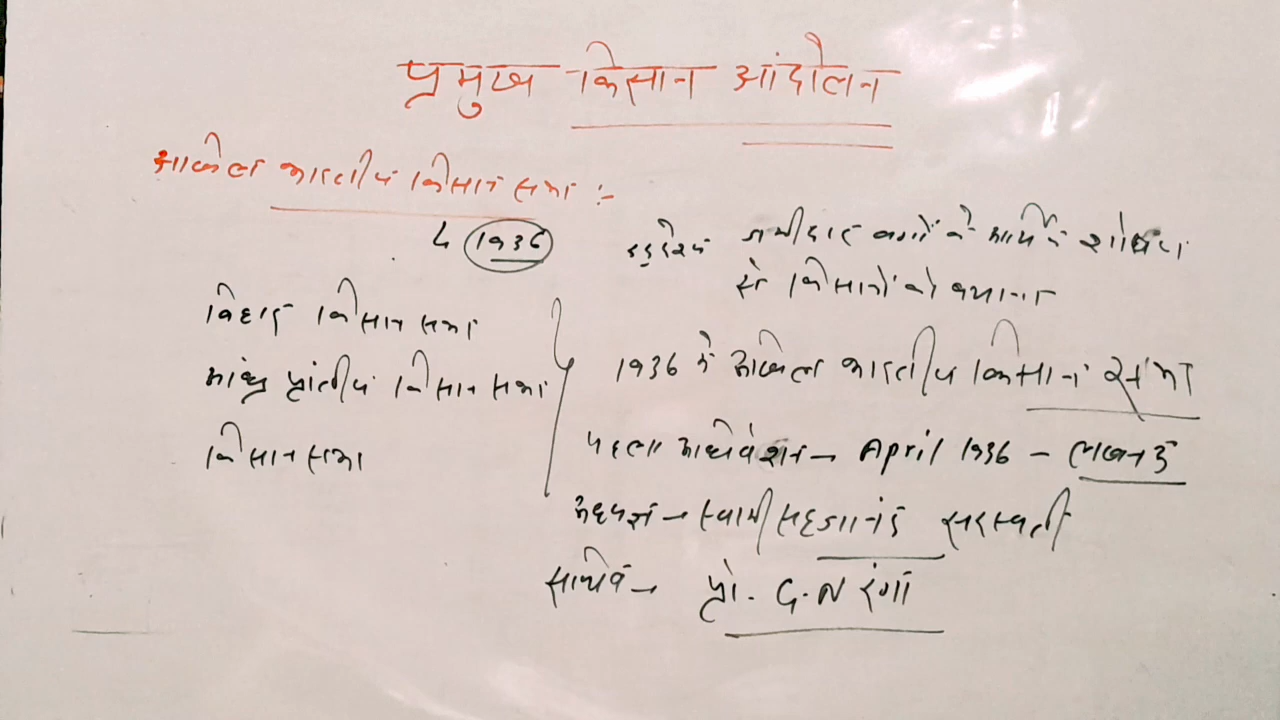 प्रमुख किसान आंदोलन
अखिल भारतीय किसान सभा :-
↳ 1936
बिहार किसान सभा
आंध्र प्रांतीय किसान सभा
किसान सभा
उद्देश्य जमींदार वर्गों के आर्थिक शोषण
से किसानों को बचाना
1936 में अखिल भारतीय किसान संगठन
पहला अधिवेशन → April 1936 - लखनऊ
अध्यक्ष → स्वामी सहजानंद सरस्वती
सचिव → प्रो. G.N रंगा